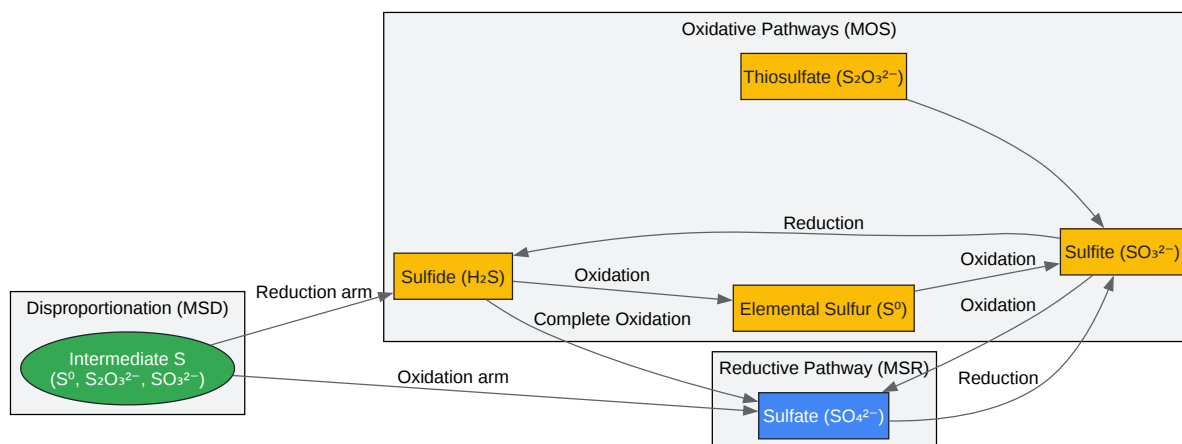 Oxidative Pathways (MOS)
Thiosulfate (S₂O₃²⁻)
Reduction
Sulfite (SO₃²⁻)
Sulfide (H₂S)
Oxidation
Oxidation
Reduction arm
Elemental Sulfur (S⁰)
Oxidation
Disproportionation (MSD)
Complete Oxidation
Intermediate S
(S⁰, S₂O₃²⁻, SO₃²⁻)
Reductive Pathway (MSR)
Oxidation arm
Reduction
Sulfate (SO₄²⁻)